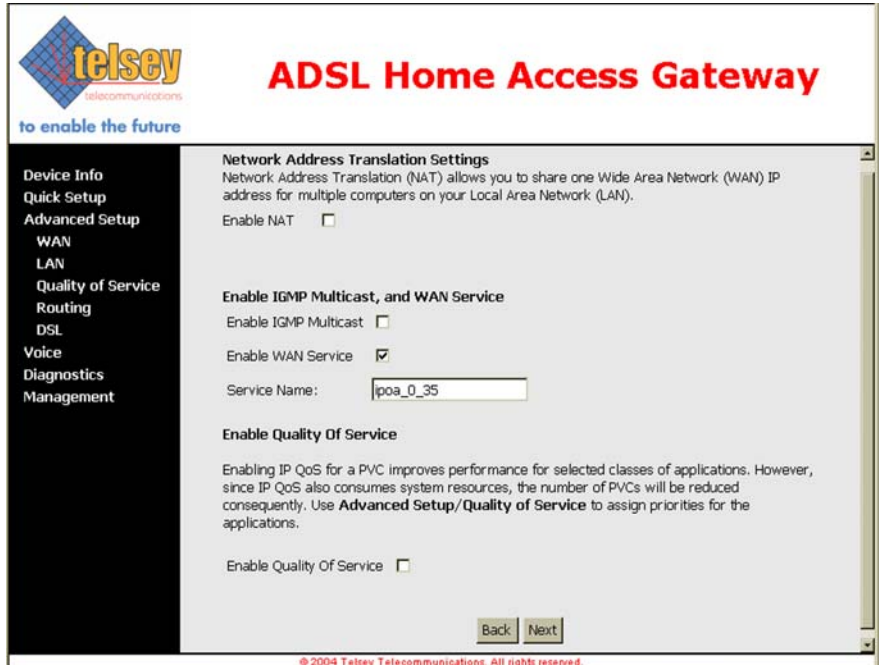 telsey
telecommunications
to enable the future
ADSL Home Access Gateway
Device Info
Quick Setup
Advanced Setup
WAN
LAN
Quality of Service
Routing
DSL
Voice
Diagnostics
Management
Network Address Translation Settings
Network Address Translation (NAT) allows you to share one Wide Area Network (WAN) IP
address for multiple computers on your Local Area Network (LAN).
Enable NAT
Enable IGMP Multicast, and WAN Service
Enable IGMP Multicast
Enable WAN Service
Service Name: ipoa_0_35
Enable Quality Of Service
Enabling IP QoS for a PVC improves performance for selected classes of applications. However,
since IP QoS also consumes system resources, the number of PVCs will be reduced
consequently. Use Advanced Setup/Quality of Service to assign priorities for the
applications.
Enable Quality Of Service
Back Next
© 2004 Telsey Telecommunications. All rights reserved.